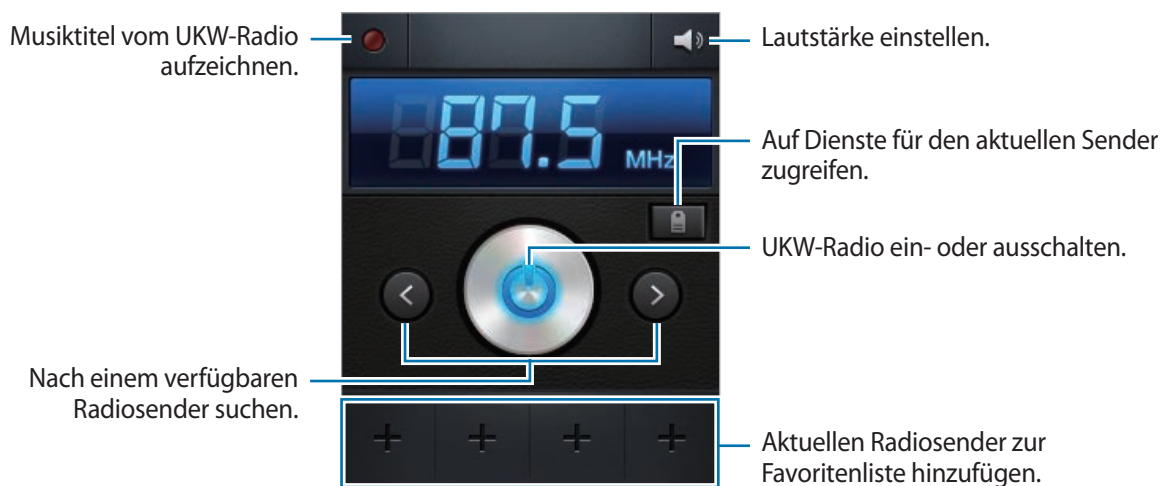 Musiktitel vom UKW-Radio
aufzeichnen.
Lautstärke einstellen.
87.5 MHz
Auf Dienste für den aktuellen Sender
zugreifen.
UKW-Radio ein- oder ausschalten.
Nach einem verfügbaren
Radiosender suchen.
Aktuellen Radiosender zur
Favoritenliste hinzufügen.